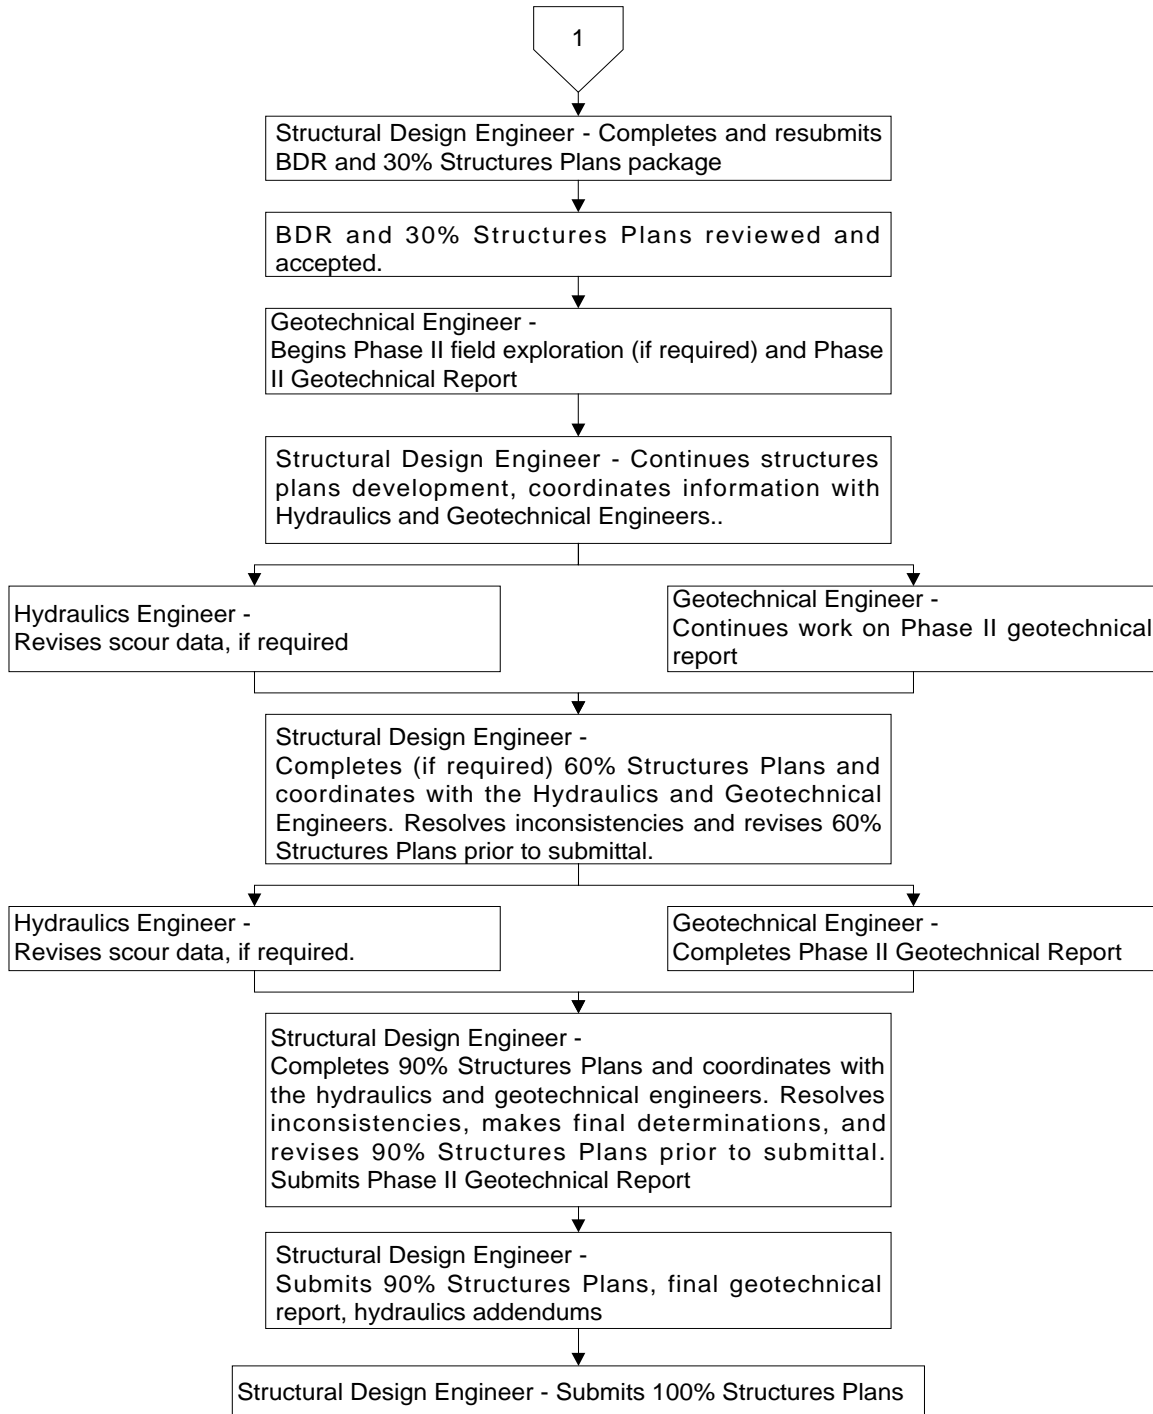 1
Structural Design Engineer - Completes and resubmits
BDR and 30% Structures Plans package
BDR and 30% Structures Plans reviewed and
accepted.
Geotechnical Engineer -
Begins Phase II field exploration (if required) and Phase
II Geotechnical Report
Structural Design Engineer - Continues structures
plans development, coordinates information with
Hydraulics and Geotechnical Engineers..
Hydraulics Engineer -
Revises scour data, if required
Geotechnical Engineer -
Continues work on Phase II geotechnical
report
Structural Design Engineer -
Completes (if required) 60% Structures Plans and
coordinates with the Hydraulics and Geotechnical
Engineers. Resolves inconsistencies and revises 60%
Structures Plans prior to submittal.
Hydraulics Engineer -
Revises scour data, if required.
Geotechnical Engineer -
Completes Phase II Geotechnical Report
Structural Design Engineer -
Completes 90% Structures Plans and coordinates with
the hydraulics and geotechnical engineers. Resolves
inconsistencies, makes final determinations, and
revises 90% Structures Plans prior to submittal.
Submits Phase II Geotechnical Report
Structural Design Engineer -
Submits 90% Structures Plans, final geotechnical
report, hydraulics addendums
Structural Design Engineer - Submits 100% Structures Plans